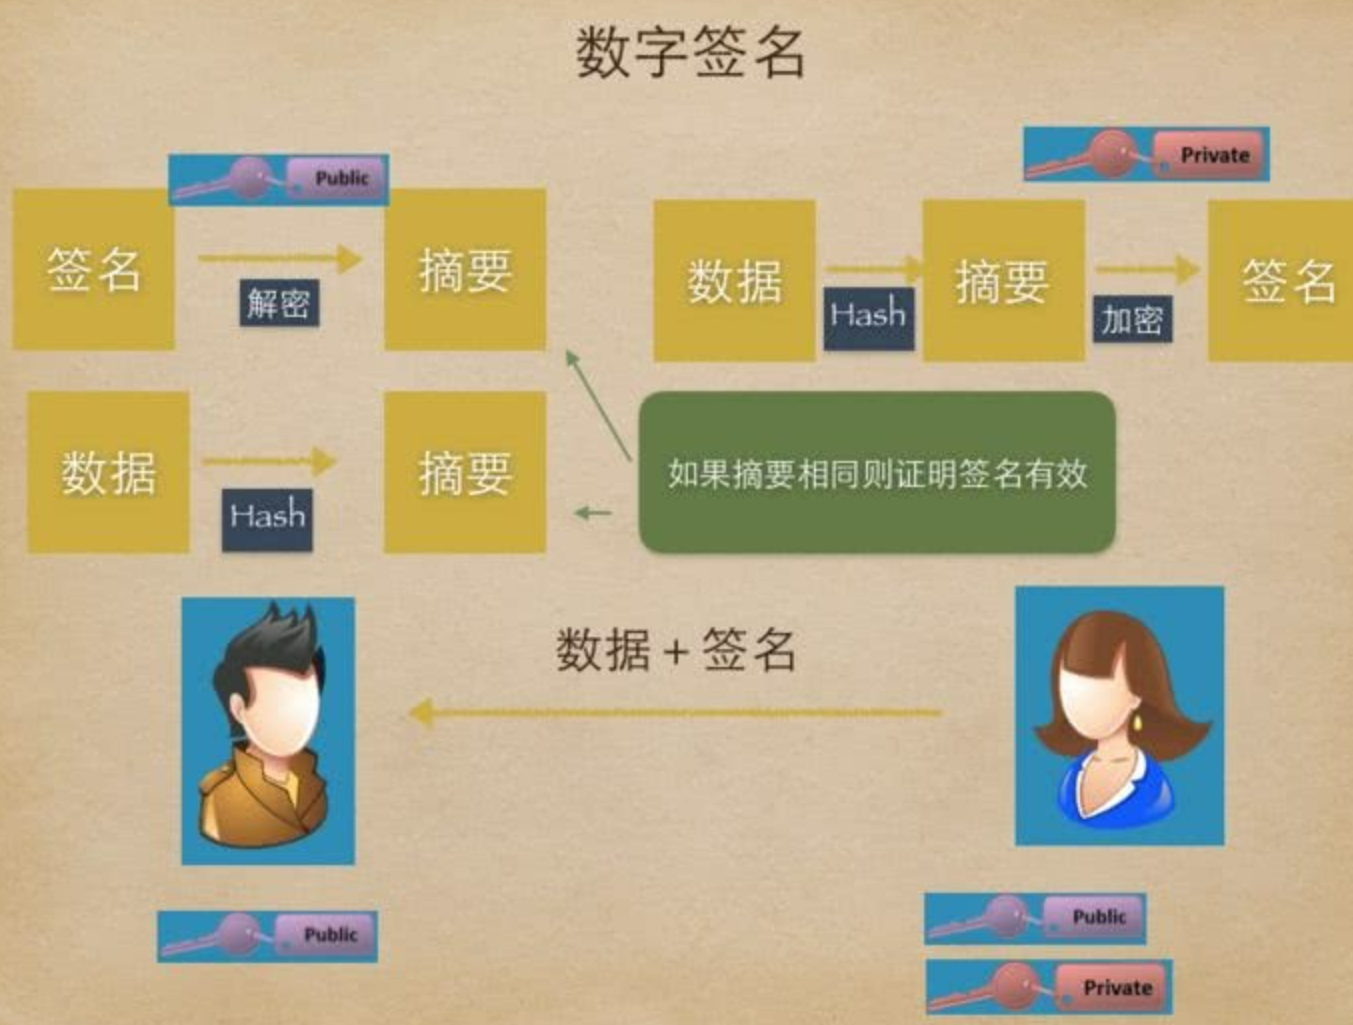 数字签名
Public
签名
解密
摘要
Private
数据
Hash
摘要
加密
签名
数据
Hash
摘要
如果摘要相同则证明签名有效
数据+签名
Public
Public
Private